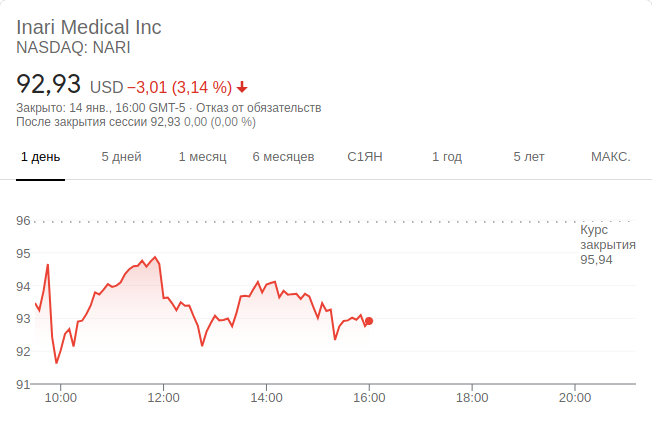 Inari Medical Inc
NASDAQ: NARI
92,93 USD −3,01 (3,14 %)
Закрыто: 14 янв., 16:00 GMT-5 · Отказ от обязательств
После закрытия сессии 92,93 0,00 (0,00 %)
1 день 5 дней 1 месяц 6 месяцев С1ЯН 1 год 5 лет МАКС.
96
Курс
закрытия
95,94
95
94
93
92
91
10:00 12:00 14:00 16:00 18:00 20:00